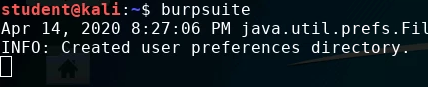 student@kali:~$ burpsuite
Apr 14, 2020 8:27:06 PM java.util.prefs.Fil
INFO: Created user preferences directory.